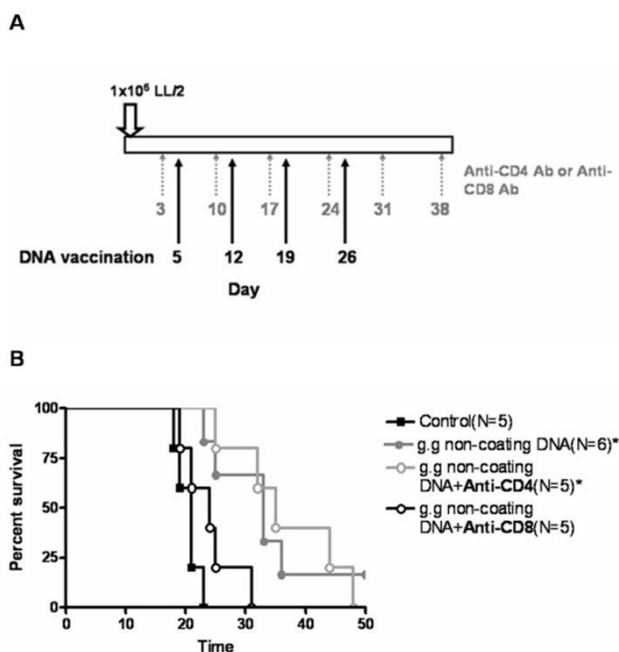 A
1x10⁶ LL/2
Anti-CD4 Ab or Anti-
CD8 Ab
3 10 17 24 31 38
DNA vaccination 5 12 19 26
Day
B
100
75
50
25
0
Percent survival
0 10 20 30 40 50
Time
Control(N=5)
g.g non-coating DNA(N=6)*
g.g non-coating
DNA+Anti-CD4(N=5)*
g.g non-coating
DNA+Anti-CD8(N=5)